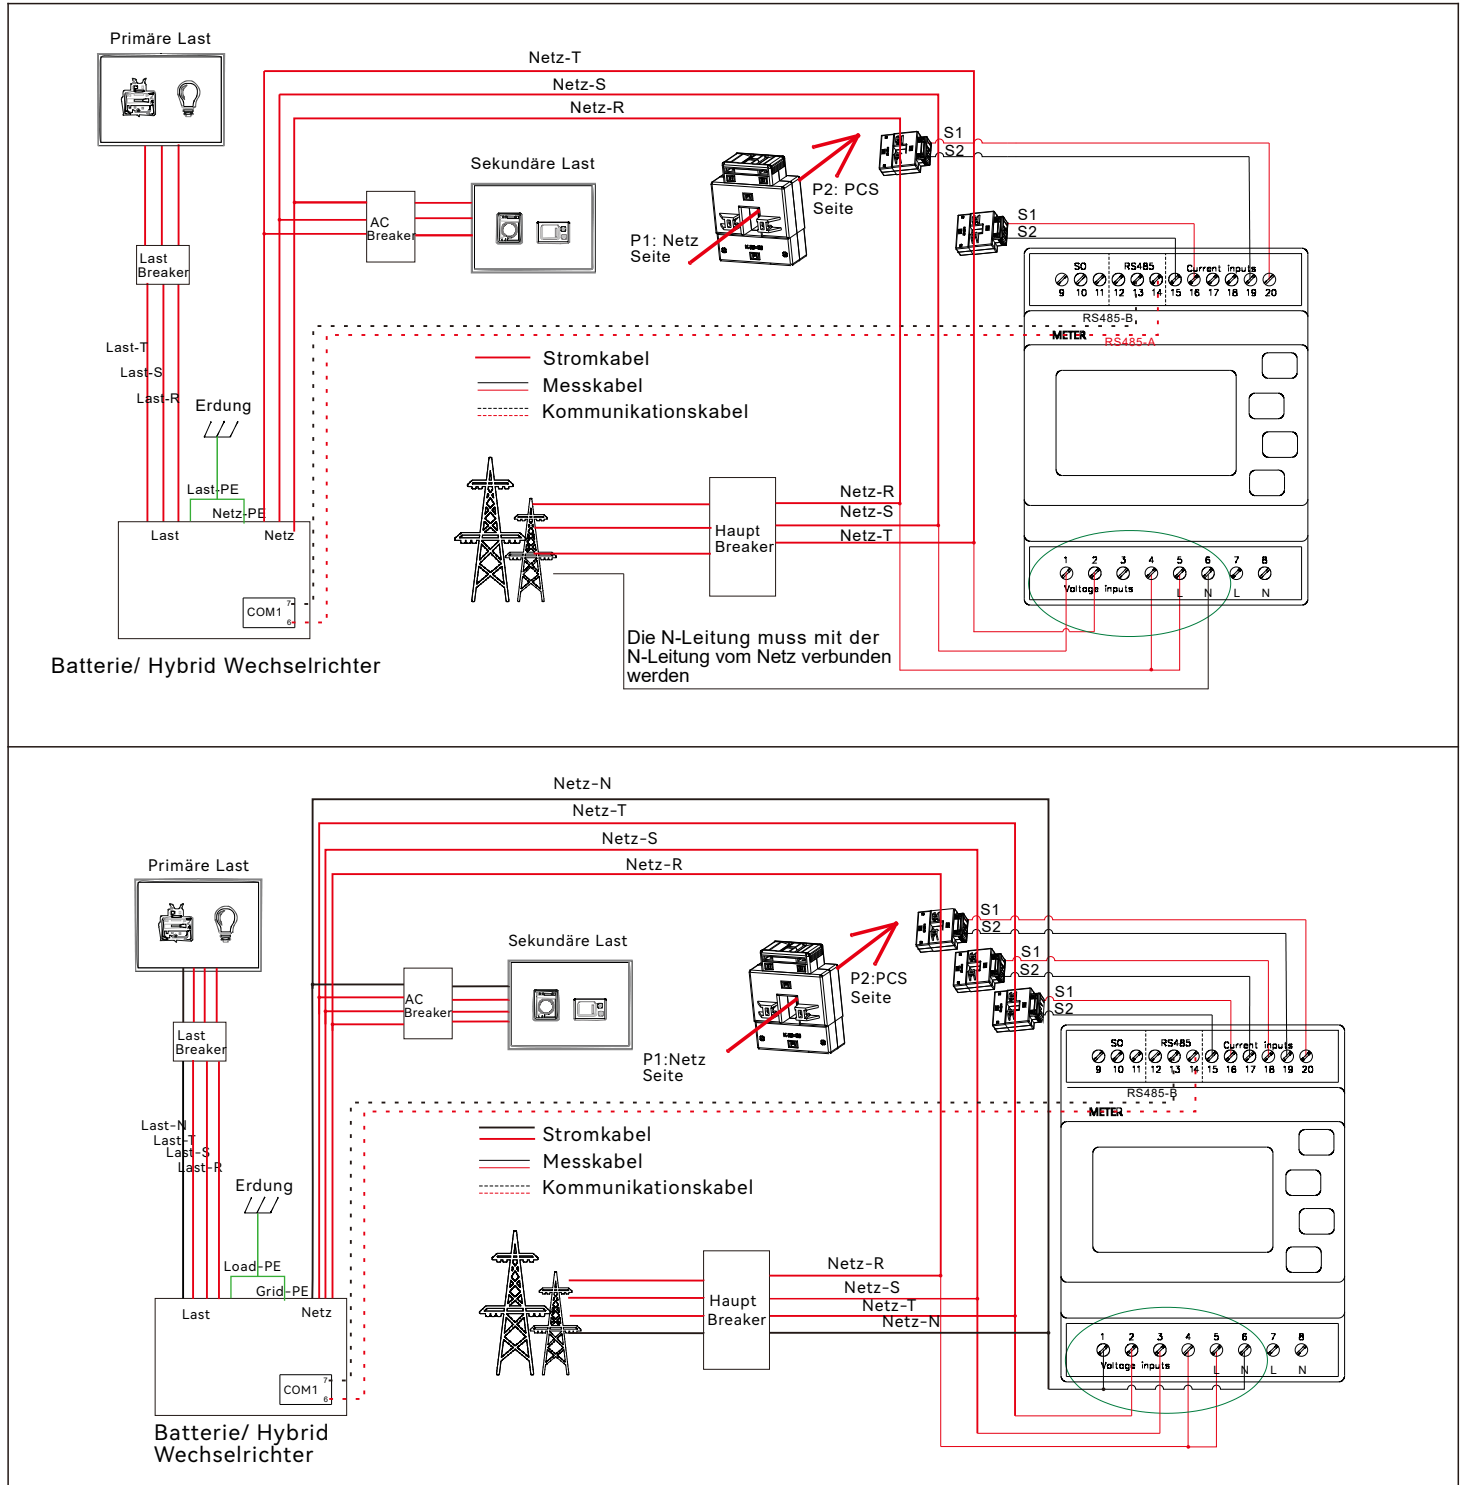 Primäre Last
Netz-T
Netz-S
Netz-R
Sekundäre Last
AC
Breaker
P2: PCS
Seite
P1: Netz
Seite
S1
S2
S1
S2
Last
Breaker
SO
RS485
Current inputs
9 10 11 12 13 14 15 16 17 18 19 20
RS485-B
METER
RS485-A
Last-T
Last-S
Last-R
Stromkabel
Messkabel
Kommunikationskabel
Erdung
Last-PE
Netz-PE
Last
Netz
COM1
7
6
Batterie/ Hybrid Wechselrichter
Haupt
Breaker
Netz-R
Netz-S
Netz-T
1 2 3 4 5 6 7 8
Voltage inputs
L N L N
Die N-Leitung muss mit der
N-Leitung vom Netz verbunden
werden
Netz-N
Netz-T
Netz-S
Netz-R
Primäre Last
Sekundäre Last
AC
Breaker
P2:PCS
Seite
P1:Netz
Seite
S1
S2
S1
S2
S1
S2
Last
Breaker
SO
RS485
Current inputs
9 10 11 12 13 14 15 16 17 18 19 20
RS485-B
METER
Last-N
Last-T
Last-S
Last-R
Stromkabel
Messkabel
Kommunikationskabel
Erdung
Load-PE
Grid-PE
Last
Netz
COM1
7
6
Batterie/ Hybrid
Wechselrichter
Haupt
Breaker
Netz-R
Netz-S
Netz-T
Netz-N
1 2 3 4 5 6 7 8
Voltage inputs
L N L N